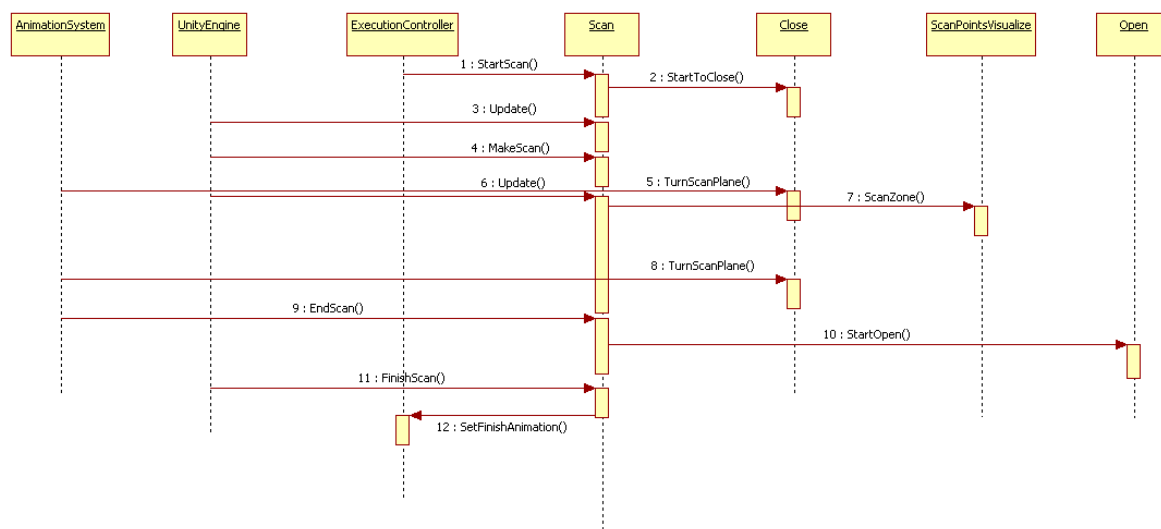 AnimationSystem
UnityEngine
ExecutionController
Scan
Close
ScanPointsVisualize
Open
1 : StartScan()
2 : StartToClose()
3 : Update()
4 : MakeScan()
5 : TurnScanPlane()
6 : Update()
7 : ScanZone()
8 : TurnScanPlane()
9 : EndScan()
10 : StartOpen()
11 : FinishScan()
12 : SetFinishAnimation()